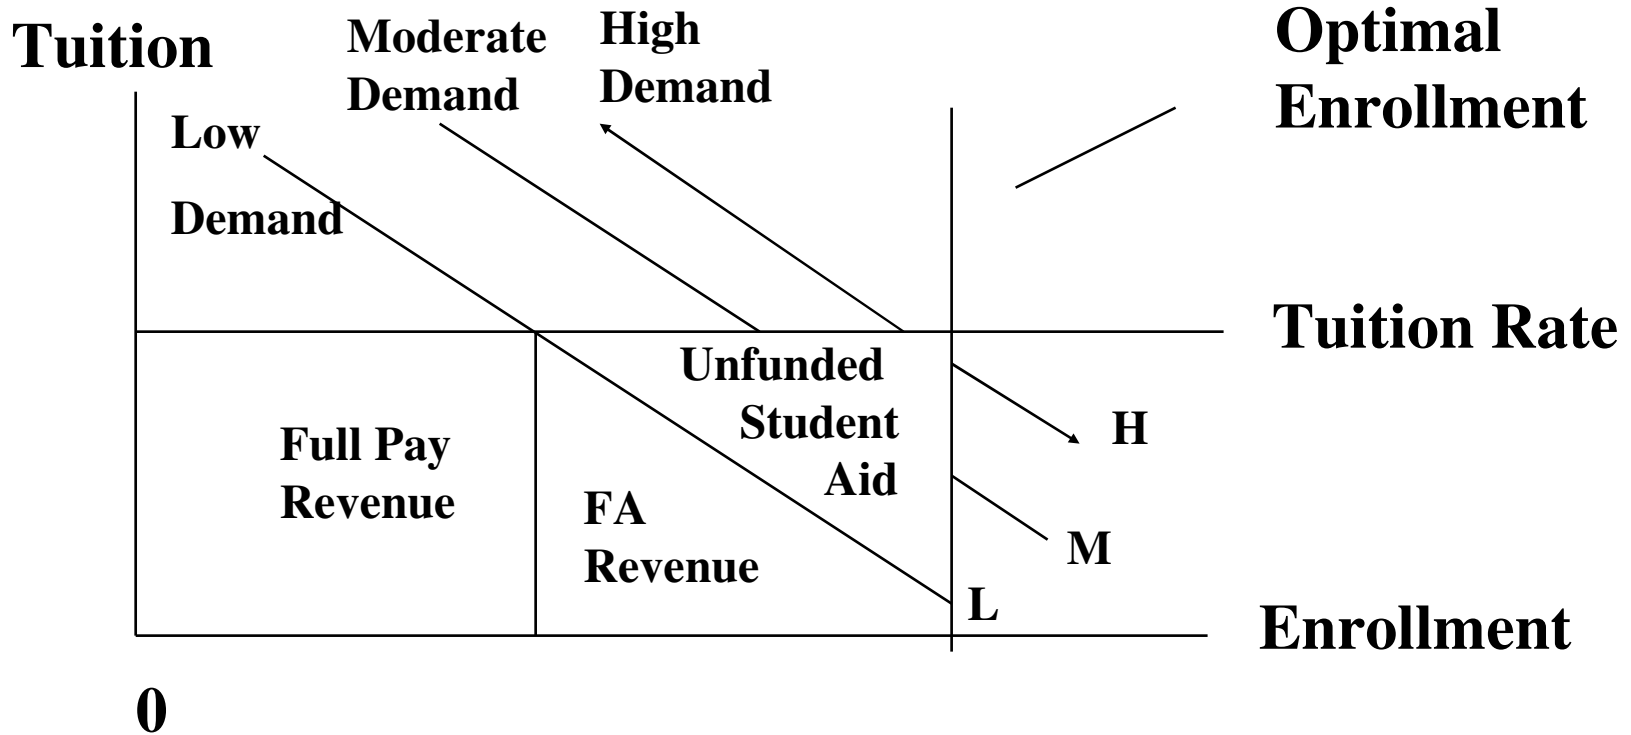 Tuition
Moderate
Demand
High
Demand
Optimal
Enrollment
Low
Demand
Tuition Rate
Unfunded
Student
Aid
Full Pay
Revenue
FA
Revenue
H
M
L
Enrollment
0